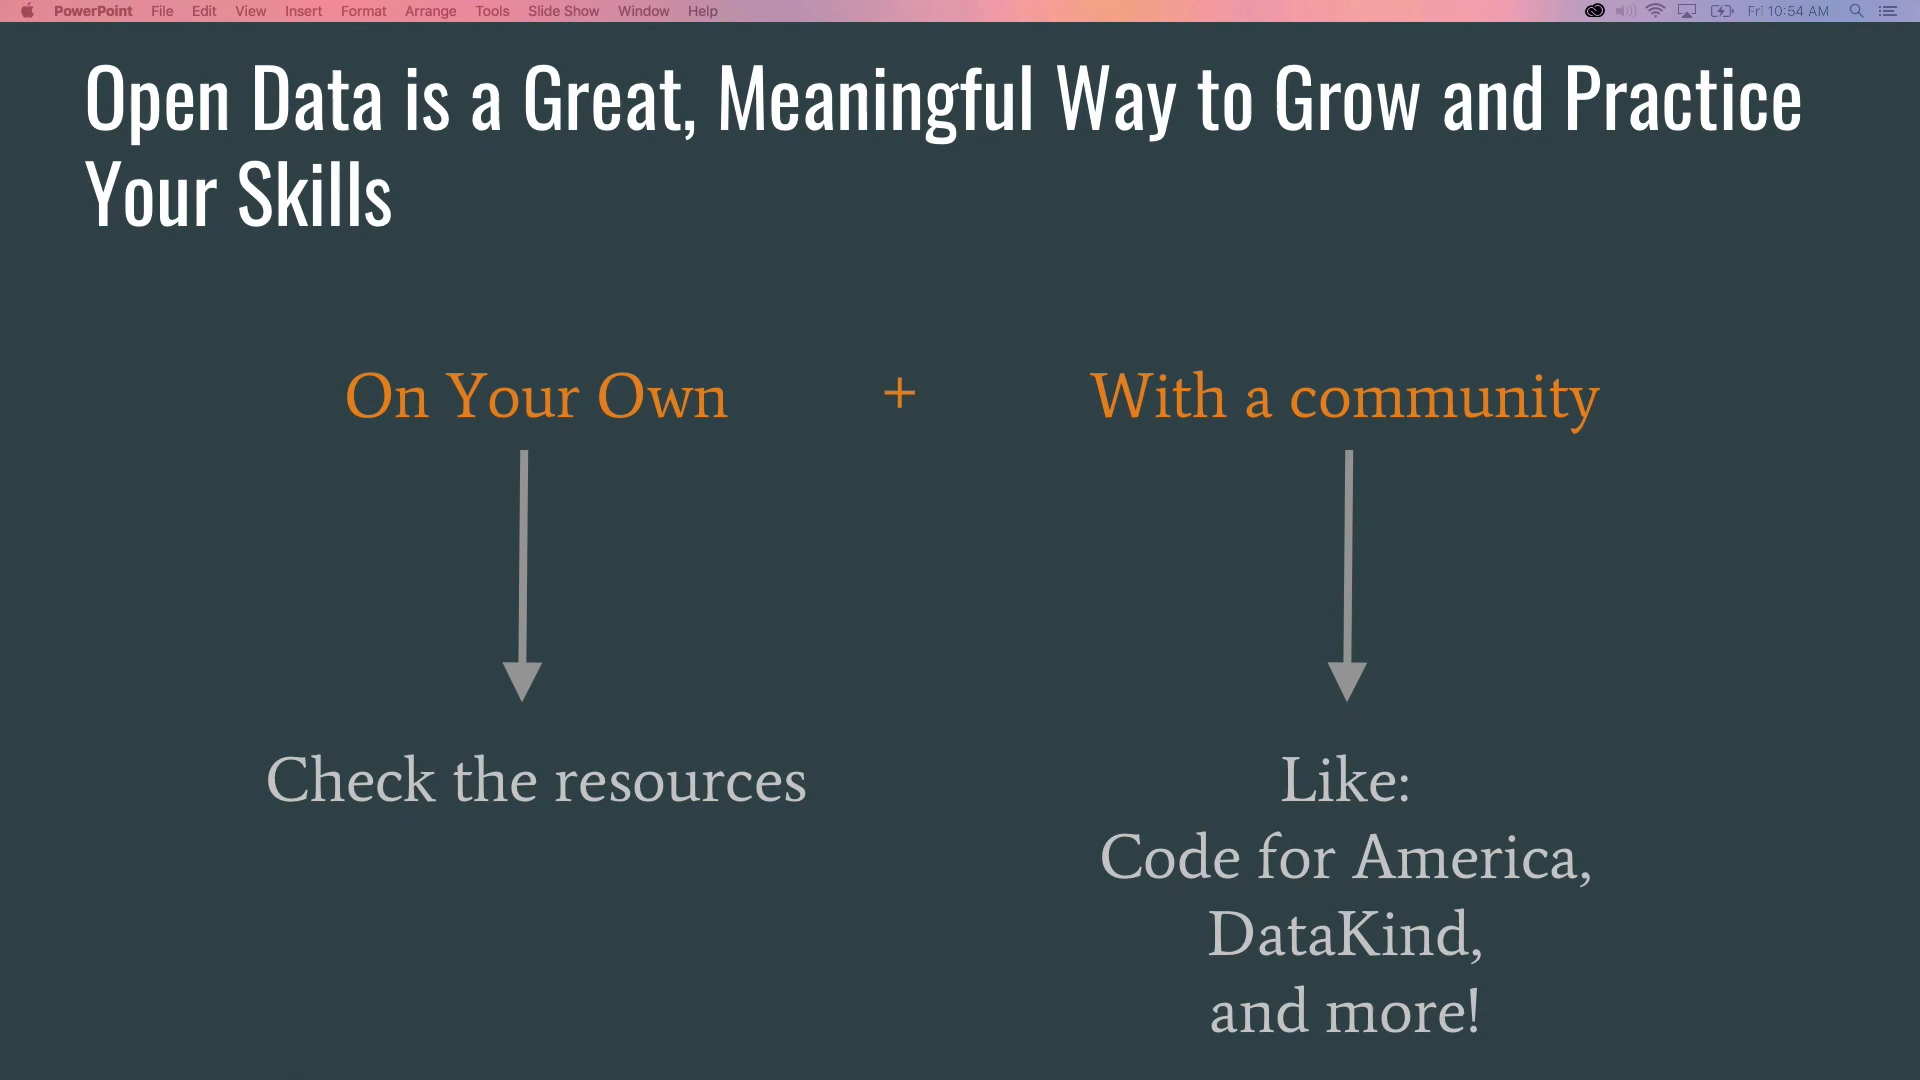 PowerPoint File Edit View Insert Format Arrange Tools Slide Show Window Help Fri 10:54 AM
Open Data is a Great, Meaningful Way to Grow and Practice
Your Skills
On Your Own + With a community
Check the resources
Like:
Code for America,
DataKind,
and more!